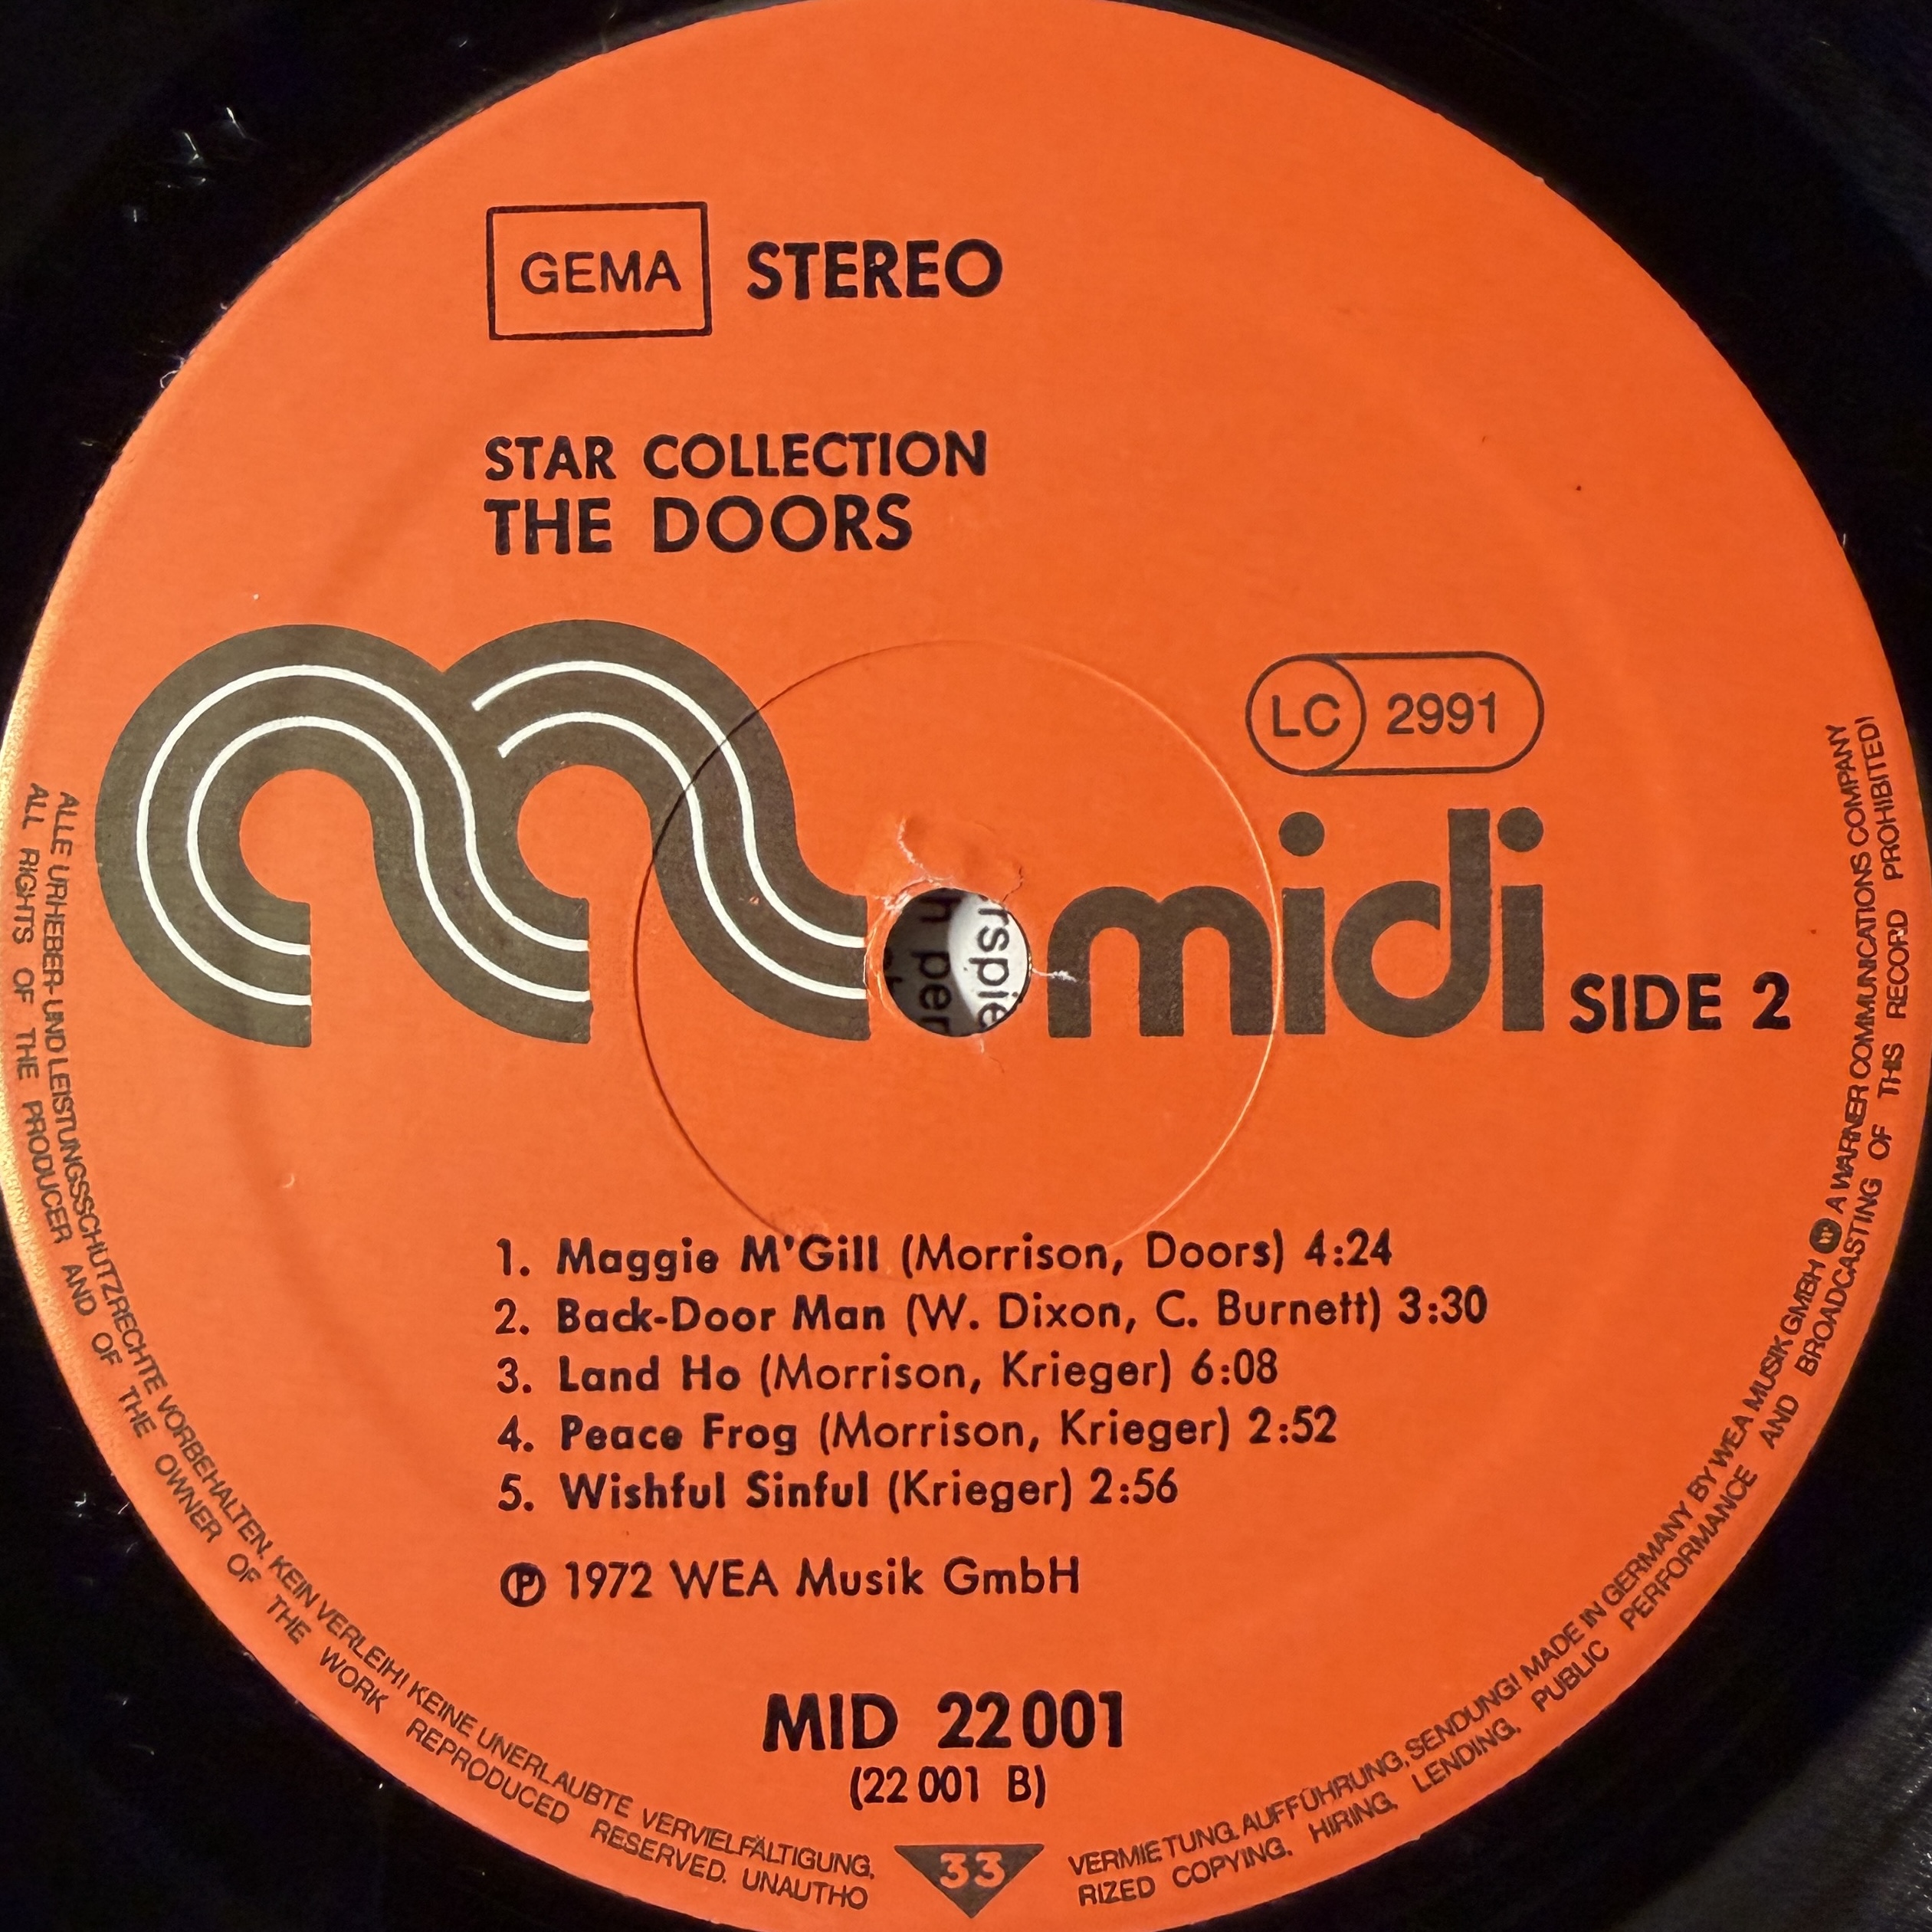 GEMA STEREO
STAR COLLECTION
THE DOORS
LC 2991
midi SIDE 2
1. Maggie M'Gill (Morrison, Doors) 4:24
2. Back-Door Man (W. Dixon, C. Burnett) 3:30
3. Land Ho (Morrison, Krieger) 6:08
4. Peace Frog (Morrison, Krieger) 2:52
5. Wishful Sinful (Krieger) 2:56
℗ 1972 WEA Musik GmbH
MID 22 001
(22 001 B)
33
ALLE URHEBER- UND LEISTUNGSSCHUTZRECHTE VORBEHALTEN. KEIN VERLEIH! KEINE UNERLAUBTE VERVIELFÄLTIGUNG, VERMIETUNG, AUFFÜHRUNG, SENDUNG! MADE IN GERMANY BY WEA MUSIK GMBH W A WARNER COMMUNICATIONS COMPANY
ALL RIGHTS OF THE PRODUCER AND OF THE OWNER OF THE WORK REPRODUCED RESERVED. UNAUTHORIZED COPYING, HIRING, LENDING, PUBLIC PERFORMANCE AND BROADCASTING OF THIS RECORD PROHIBITED!